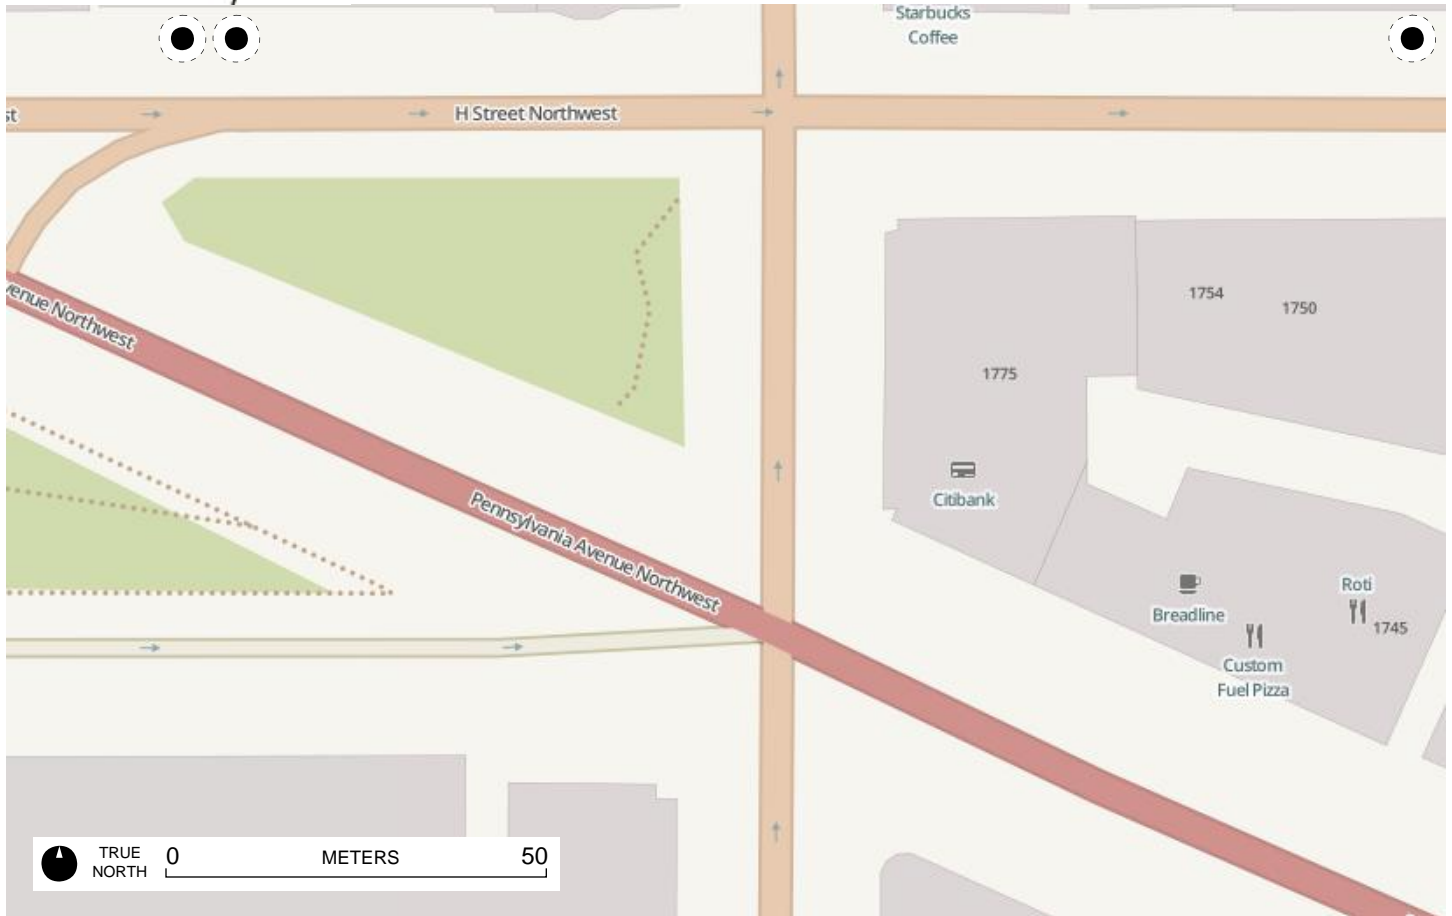 Starbucks
Coffee
st
H Street Northwest
1754
1750
venue Northwest
1775
Citibank
Pennsylvania Avenue Northwest
Roti
Breadline
1745
Custom
Fuel Pizza
TRUE
NORTH
0
METERS
50